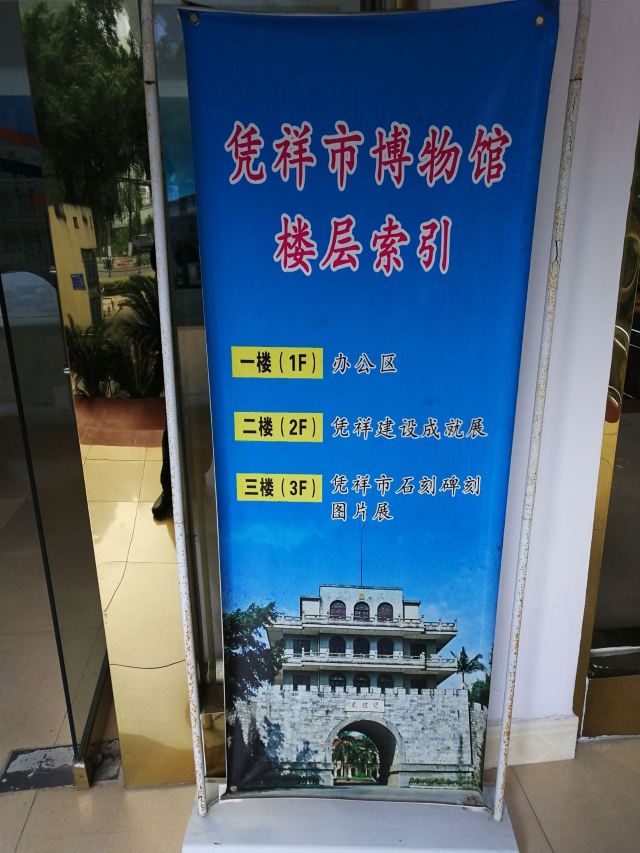 凭祥市博物馆
楼层索引
一楼（1F） 办公区
二楼（2F） 凭祥建设成就展
三楼（3F） 凭祥市石刻碑刻
图片展